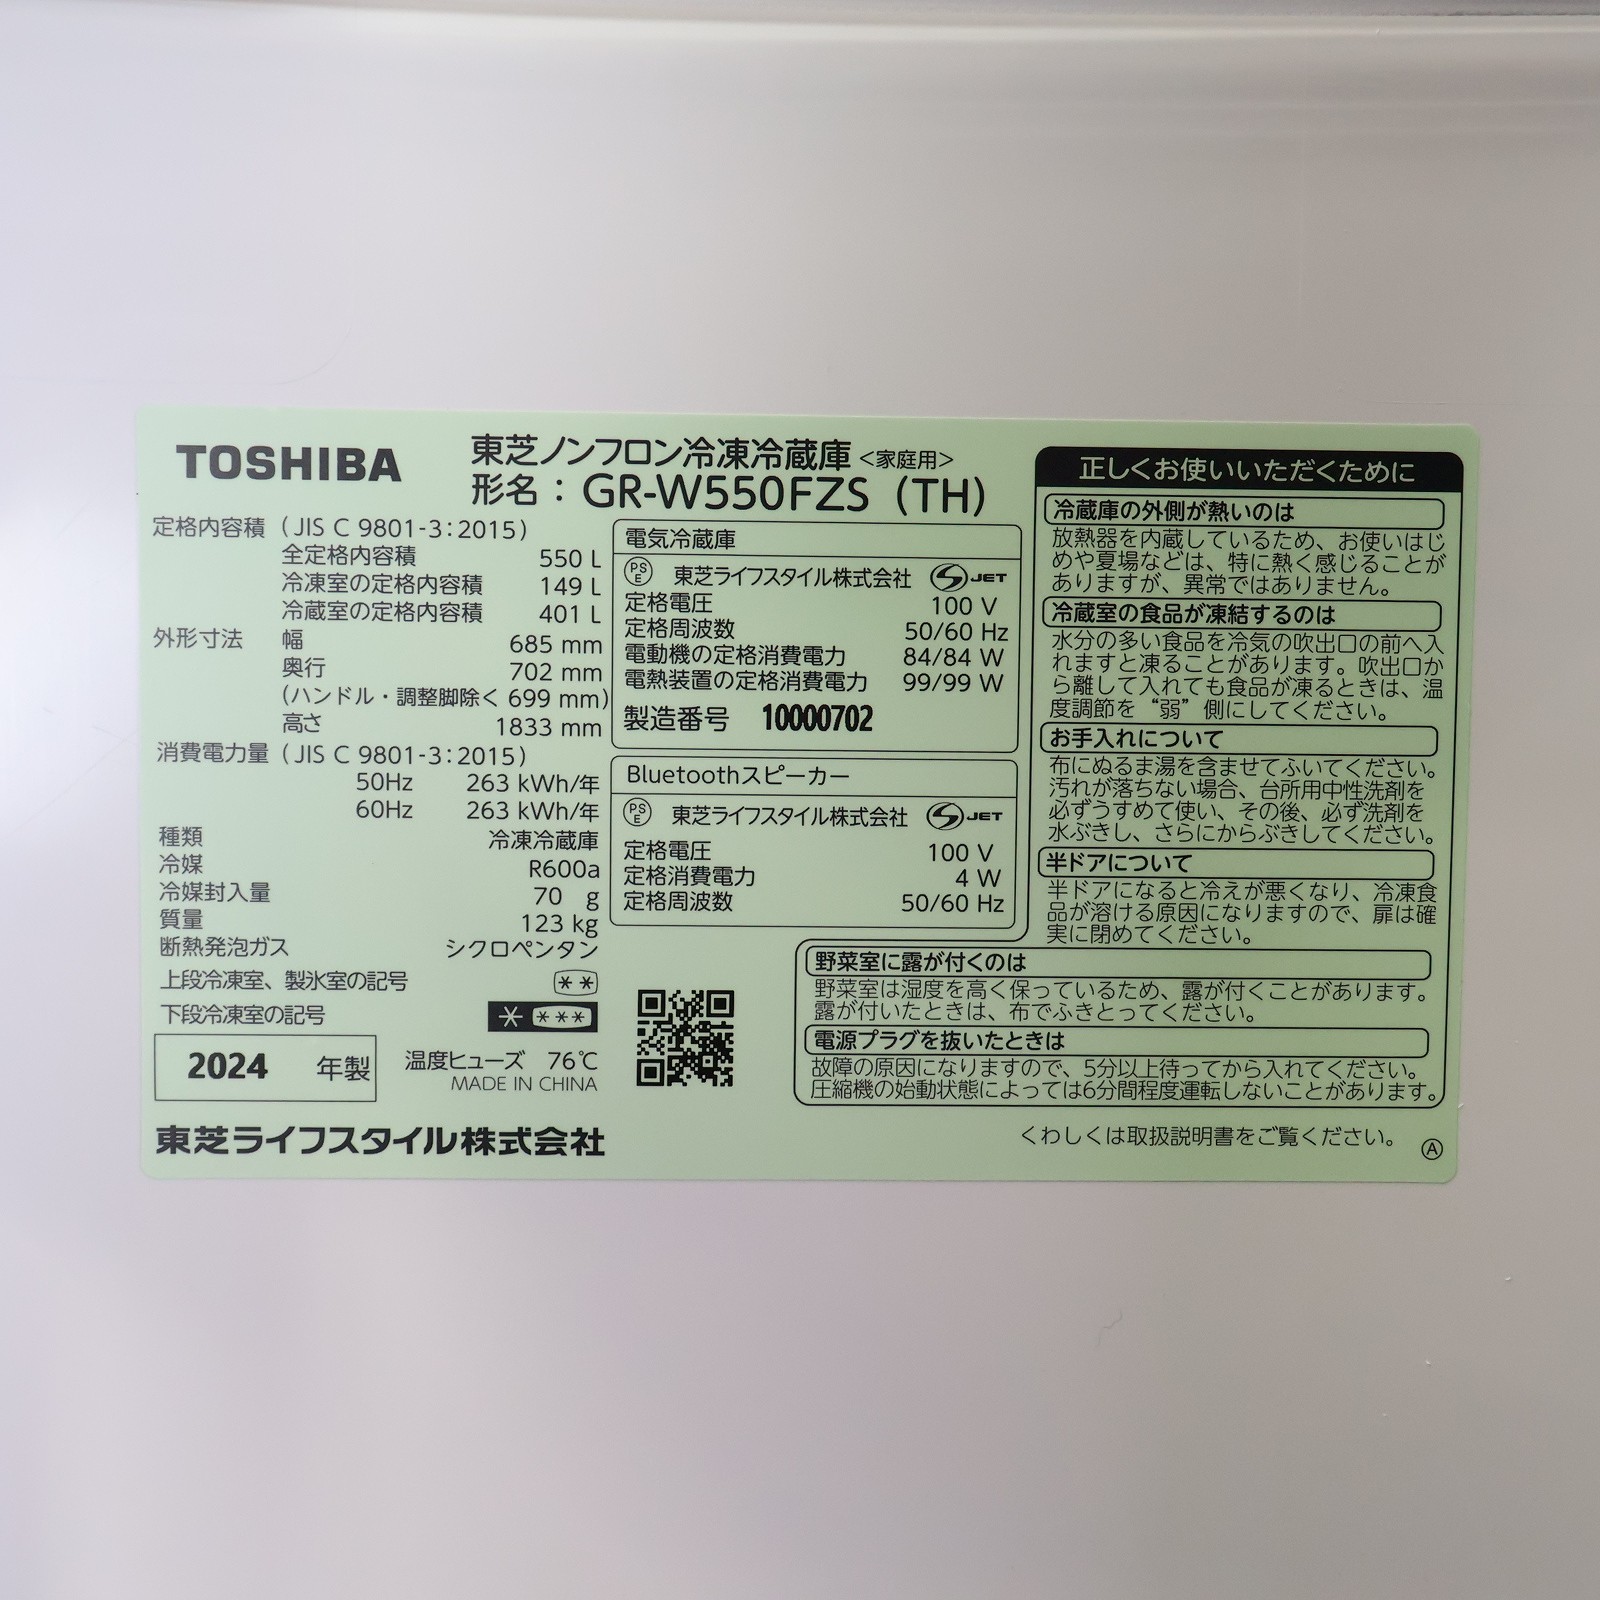 TOSHIBA
東芝ノンフロン冷凍冷蔵庫 <家庭用>
形名 : GR-W550FZS (TH)
定格内容積 (JIS C 9801-3:2015)
全定格内容積 550 L
冷凍室の定格内容積 149 L
冷蔵室の定格内容積 401 L
外形寸法 幅 685 mm
奥行 702 mm
(ハンドル・調整脚除く 699 mm)
高さ 1833 mm
消費電力量 (JIS C 9801-3:2015)
50Hz 263 kWh/年
60Hz 263 kWh/年
種類 冷凍冷蔵庫
冷媒 R600a
冷媒封入量 70 g
質量 123 kg
断熱発泡ガス シクロペンタン
上段冷凍室、製氷室の記号 **
下段冷凍室の記号 * ***
2024 年製
温度ヒューズ 76℃
MADE IN CHINA
東芝ライフスタイル株式会社
電気冷蔵庫
PSE 東芝ライフスタイル株式会社 JET
定格電圧 100 V
定格周波数 50/60 Hz
電動機の定格消費電力 84/84 W
電熱装置の定格消費電力 99/99 W
製造番号 10000702
Bluetoothスピーカー
PSE 東芝ライフスタイル株式会社 JET
定格電圧 100 V
定格消費電力 4 W
定格周波数 50/60 Hz
正しくお使いいただくために
冷蔵庫の外側が熱いのは
放熱器を内蔵しているため、お使いはじ
めや夏場などは、特に熱く感じることが
ありますが、異常ではありません。
冷蔵室の食品が凍結するのは
水分の多い食品を冷気の吹出口の前へ入
れますと凍ることがあります。吹出口か
ら離して入れても食品が凍るときは、温
度調節を“弱”側にしてください。
お手入れについて
布にぬるま湯を含ませてふいてください。
汚れが落ちない場合、台所用中性洗剤を
必ずうすめて使い、その後、必ず洗剤を
水ぶきし、さらにからぶきしてください。
半ドアについて
半ドアになると冷えが悪くなり、冷凍食
品が溶ける原因になりますので、扉は確
実に閉めてください。
野菜室に露が付くのは
野菜室は湿度を高く保っているため、露が付くことがあります。
露が付いたときは、布でふきとってください。
電源プラグを抜いたときは
故障の原因になりますので、5分以上待ってから入れてください。
圧縮機の始動状態によっては6分間程度運転しないことがあります。
くわしくは取扱説明書をご覧ください。 Ⓐ